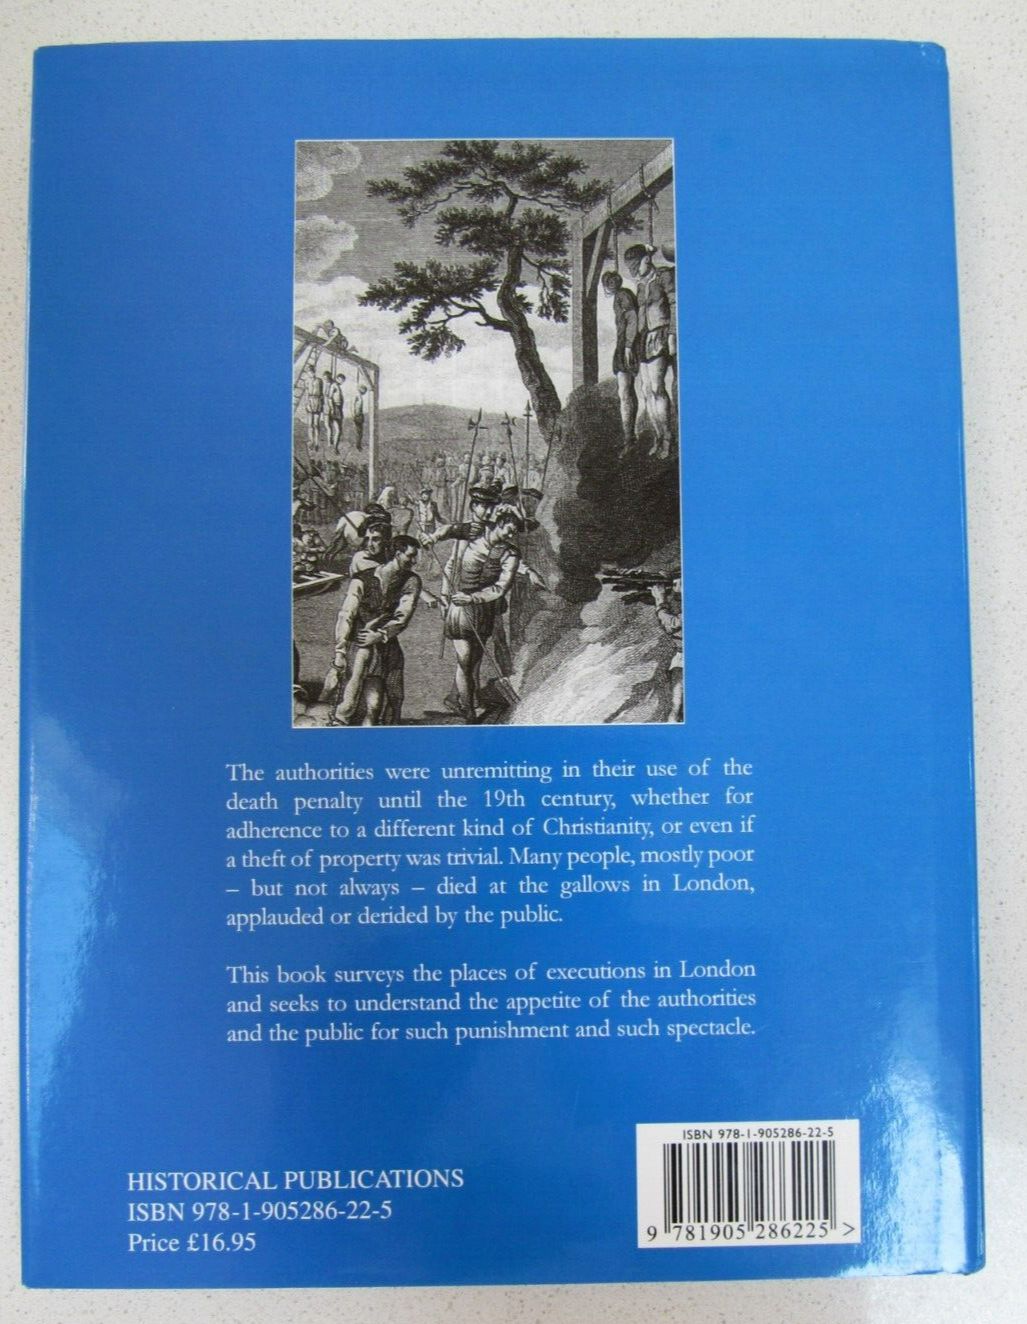 The authorities were unremitting in their use of the
death penalty until the 19th century, whether for
adherence to a different kind of Christianity, or even if
a theft of property was trivial. Many people, mostly poor
– but not always – died at the gallows in London,
applauded or derided by the public.
This book surveys the places of executions in London
and seeks to understand the appetite of the authorities
and the public for such punishment and such spectacle.
HISTORICAL PUBLICATIONS
ISBN 978-1-905286-22-5
Price £16.95
ISBN 978-1-905286-22-5
9 781905 286225 >